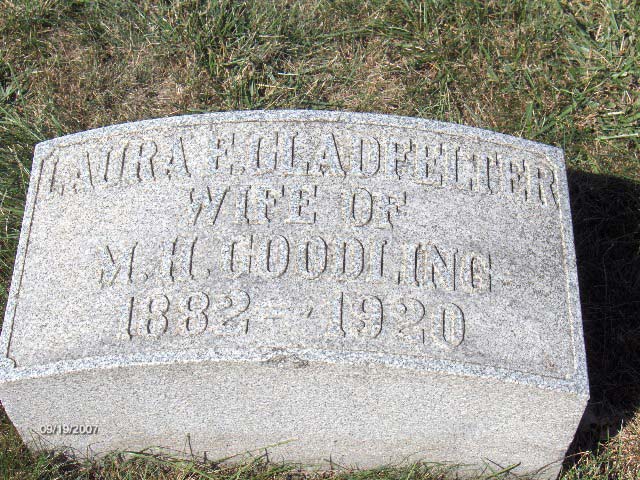 LAURA E. GLADFELTER
WIFE OF
M. H. GOODLING
1882 - 1920
09/19/2007